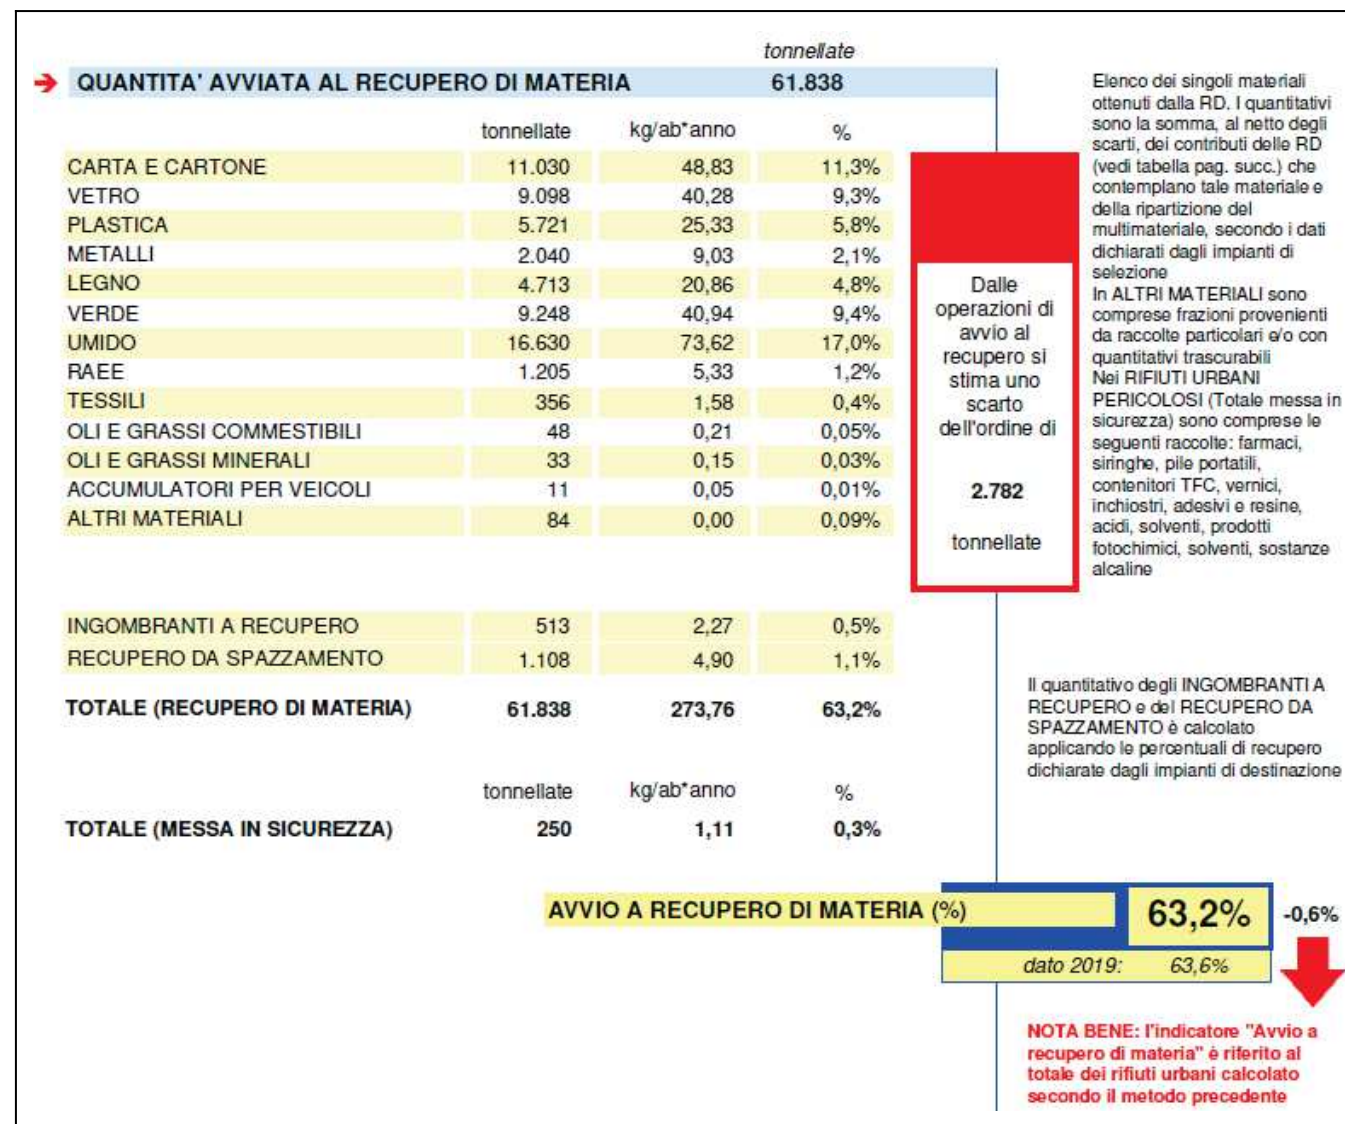 tonnellate
➔ QUANTITA' AVVIATA AL RECUPERO DI MATERIA 61.838
tonnellate kg/ab*anno %
CARTA E CARTONE 11.030 48,83 11,3%
VETRO 9.098 40,28 9,3%
PLASTICA 5.721 25,33 5,8%
METALLI 2.040 9,03 2,1%
LEGNO 4.713 20,86 4,8%
VERDE 9.248 40,94 9,4%
UMIDO 16.630 73,62 17,0%
RAEE 1.205 5,33 1,2%
TESSILI 356 1,58 0,4%
OLI E GRASSI COMMESTIBILI 48 0,21 0,05%
OLI E GRASSI MINERALI 33 0,15 0,03%
ACCUMULATORI PER VEICOLI 11 0,05 0,01%
ALTRI MATERIALI 84 0,00 0,09%
INGOMBRANTI A RECUPERO 513 2,27 0,5%
RECUPERO DA SPAZZAMENTO 1.108 4,90 1,1%
TOTALE (RECUPERO DI MATERIA) 61.838 273,76 63,2%
tonnellate kg/ab*anno %
TOTALE (MESSA IN SICUREZZA) 250 1,11 0,3%
Dalle
operazioni di
avvio al
recupero si
stima uno
scarto
dell'ordine di
2.782
tonnellate
Elenco dei singoli materiali
ottenuti dalla RD. I quantitativi
sono la somma, al netto degli
scarti, dei contributi delle RD
(vedi tabella pag. succ.) che
contemplano tale materiale e
della ripartizione del
multimateriale, secondo i dati
dichiarati dagli impianti di
selezione
In ALTRI MATERIALI sono
comprese frazioni provenienti
da raccolte particolari e/o con
quantitativi trascurabili
Nei RIFIUTI URBANI
PERICOLOSI (Totale messa in
sicurezza) sono comprese le
seguenti raccolte: farmaci,
siringhe, pile portatili,
contenitori TFC, vernici,
inchiostri, adesivi e resine,
acidi, solventi, prodotti
fotochimici, solventi, sostanze
alcaline
Il quantitativo degli INGOMBRANTI A
RECUPERO e del RECUPERO DA
SPAZZAMENTO è calcolato
applicando le percentuali di recupero
dichiarate dagli impianti di destinazione
AVVIO A RECUPERO DI MATERIA (%) 63,2% -0,6%
dato 2019: 63,6%
NOTA BENE: l'indicatore "Avvio a
recupero di materia" è riferito al
totale dei rifiuti urbani calcolato
secondo il metodo precedente